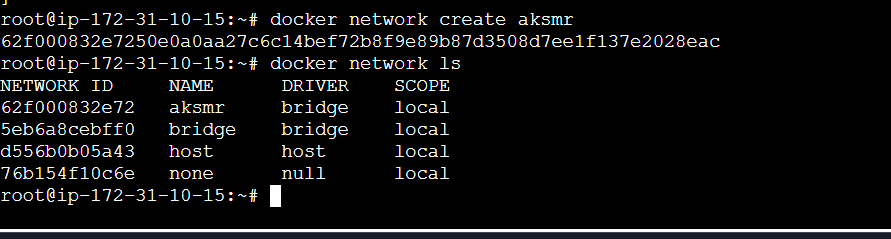 ]
root@ip-172-31-10-15:~# docker network create aksmr
62f000832e7250e0a0aa27c6c14bef72b8f9e89b87d3508d7ee1f137e2028eac
root@ip-172-31-10-15:~# docker network ls
NETWORK ID     NAME      DRIVER    SCOPE
62f000832e72   aksmr     bridge    local
5eb6a8cebff0   bridge    bridge    local
d556b0b05a43   host      host      local
76b154f10c6e   none      null      local
root@ip-172-31-10-15:~#